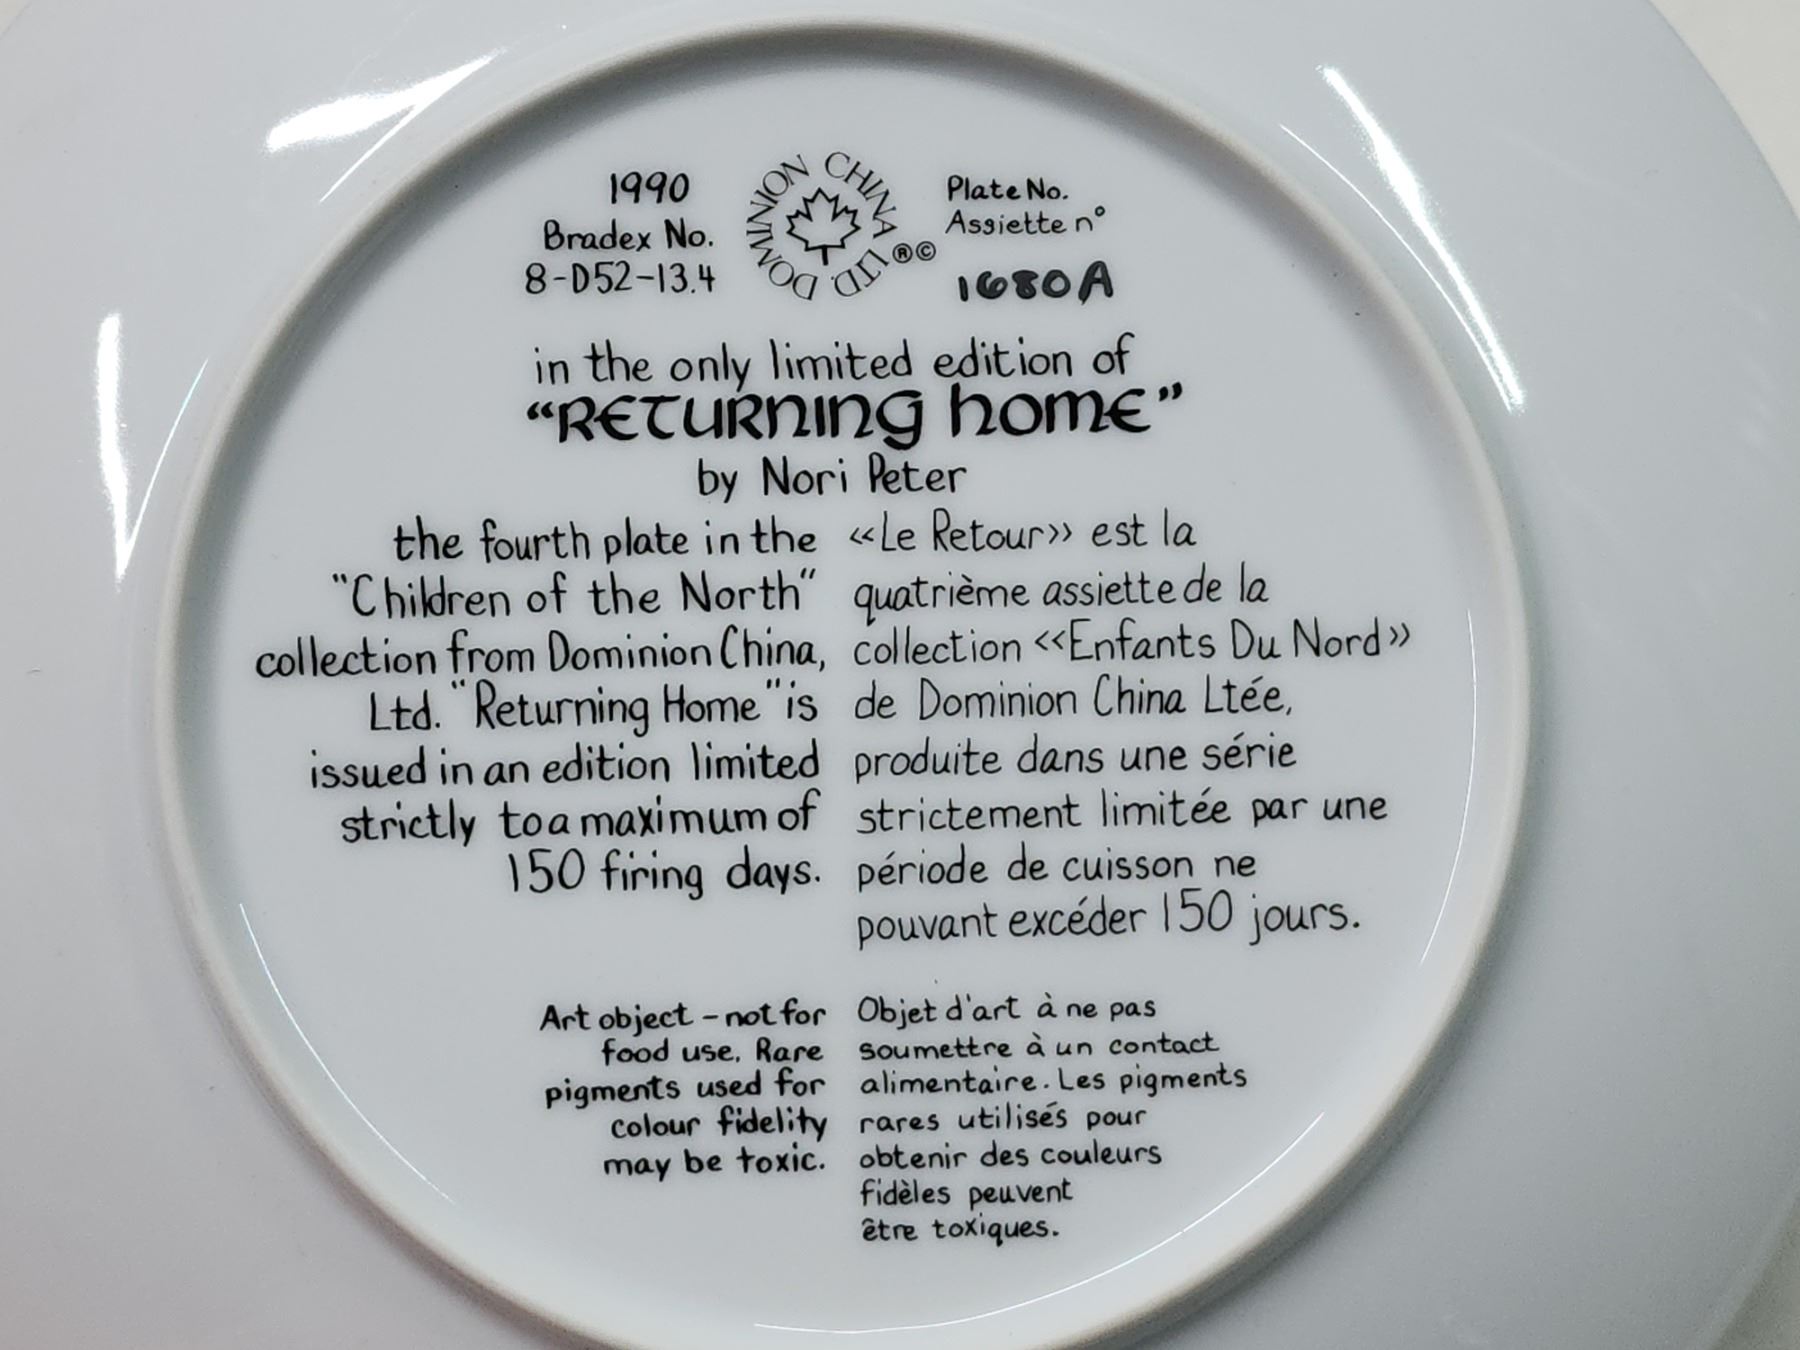 1990
Bradex No.
8-D52-13.4
DOMINION CHINA LTD.
®©
Plate No.
Assiette nº
1680A
in the only limited edition of
“RETURNING HOME”
by Nori Peter
the fourth plate in the
"Children of the North"
collection from Dominion China,
Ltd. "Returning Home" is
issued in an edition limited
strictly to a maximum of
150 firing days.
«Le Retour» est la
quatrième assiette de la
collection «Enfants Du Nord»
de Dominion China Ltée,
produite dans une série
strictement limitée par une
période de cuisson ne
pouvant excéder 150 jours.
Art object - not for
food use. Rare
pigments used for
colour fidelity
may be toxic.
Objet d'art à ne pas
soumettre à un contact
alimentaire. Les pigments
rares utilisés pour
obtenir des couleurs
fidèles peuvent
être toxiques.